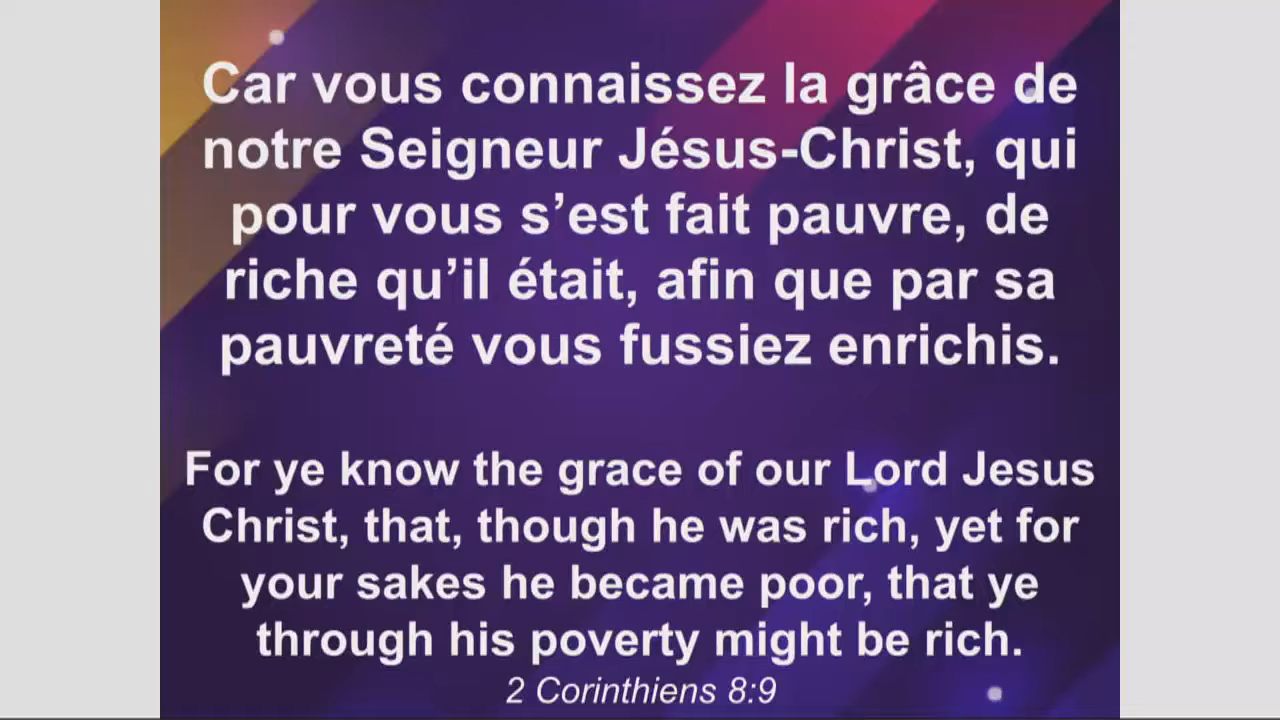 Car vous connaissez la grâce de
notre Seigneur Jésus-Christ, qui
pour vous s’est fait pauvre, de
riche qu’il était, afin que par sa
pauvreté vous fussiez enrichis.
For ye know the grace of our Lord Jesus
Christ, that, though he was rich, yet for
your sakes he became poor, that ye
through his poverty might be rich.
2 Corinthiens 8:9